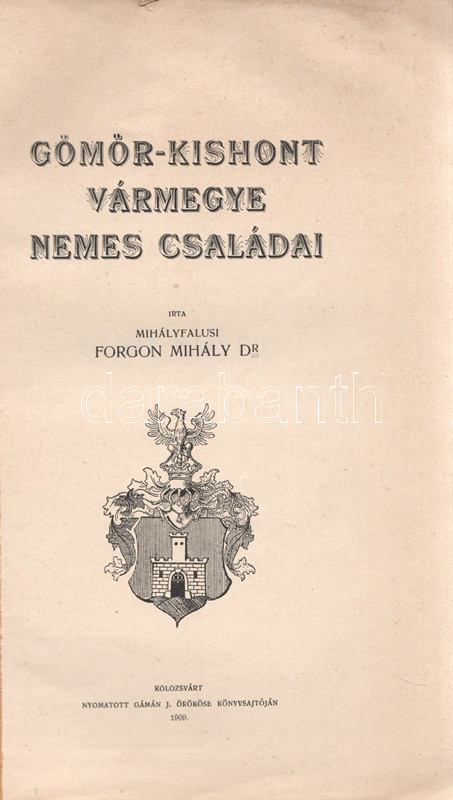 GÖMÖR-KISHONT
VÁRMEGYE
NEMES CSALÁDAI
IRTA
MIHÁLYFALUSI
FORGON MIHÁLY DR
darabanth
KOLOZSVÁRT
NYOMATOTT GÁMÁN J. ÖRÖKÖSE KÖNYVSAJTÓJÁN
1909.